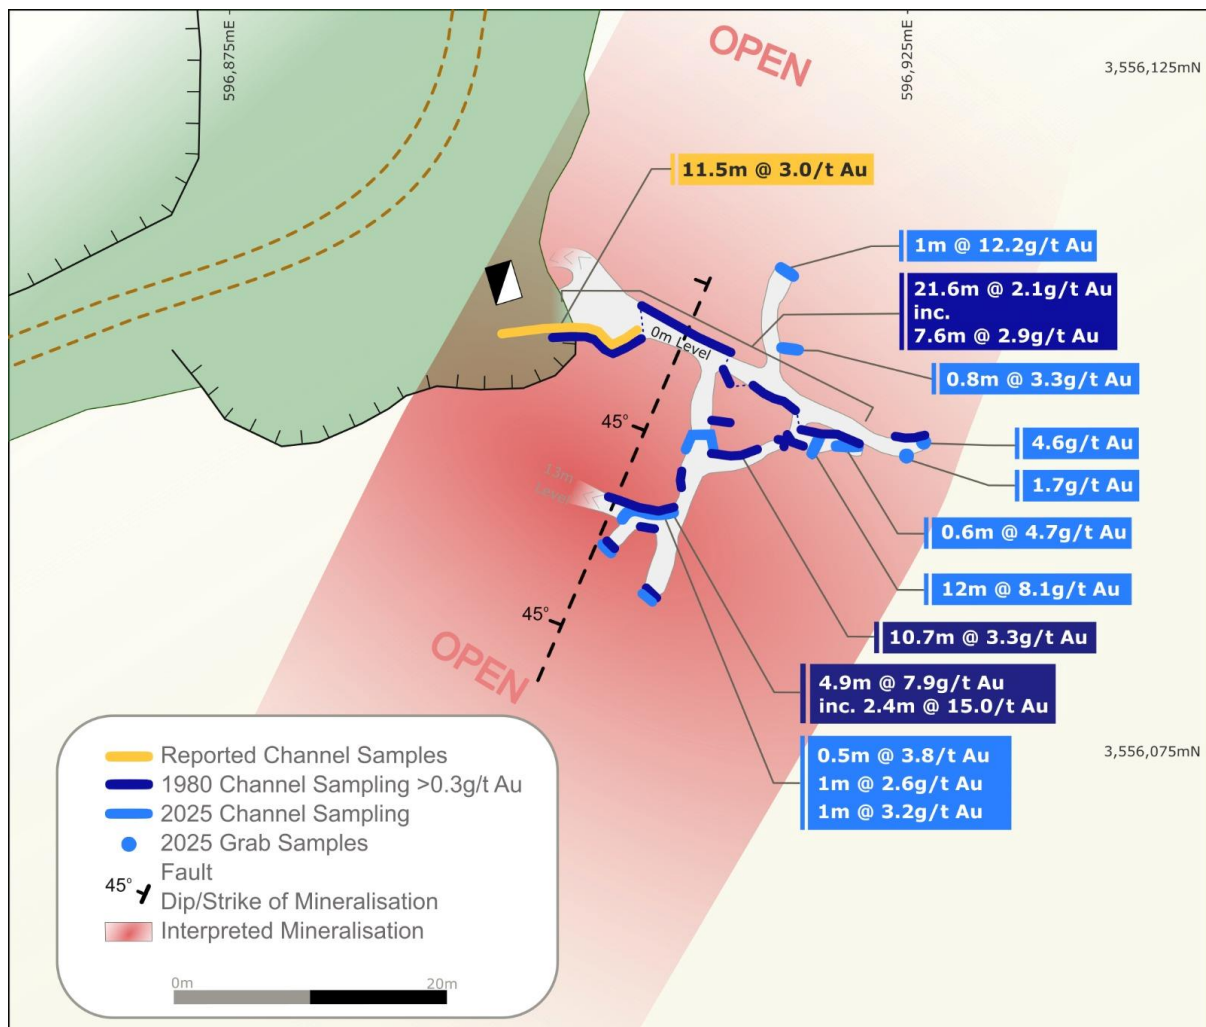 596,875mE
OPEN
596,925mE
3,556,125mN
11.5m @ 3.0/t Au
1m @ 12.2g/t Au
21.6m @ 2.1g/t Au
inc.
7.6m @ 2.9g/t Au
0m Level
0.8m @ 3.3g/t Au
45°
4.6g/t Au
13m
Level
1.7g/t Au
0.6m @ 4.7g/t Au
12m @ 8.1g/t Au
45°
10.7m @ 3.3g/t Au
OPEN
4.9m @ 7.9g/t Au
inc. 2.4m @ 15.0/t Au
0.5m @ 3.8/t Au
1m @ 2.6g/t Au
1m @ 3.2g/t Au
3,556,075mN
Reported Channel Samples
1980 Channel Sampling >0.3g/t Au
2025 Channel Sampling
2025 Grab Samples
Fault
45°
Dip/Strike of Mineralisation
Interpreted Mineralisation
0m
20m